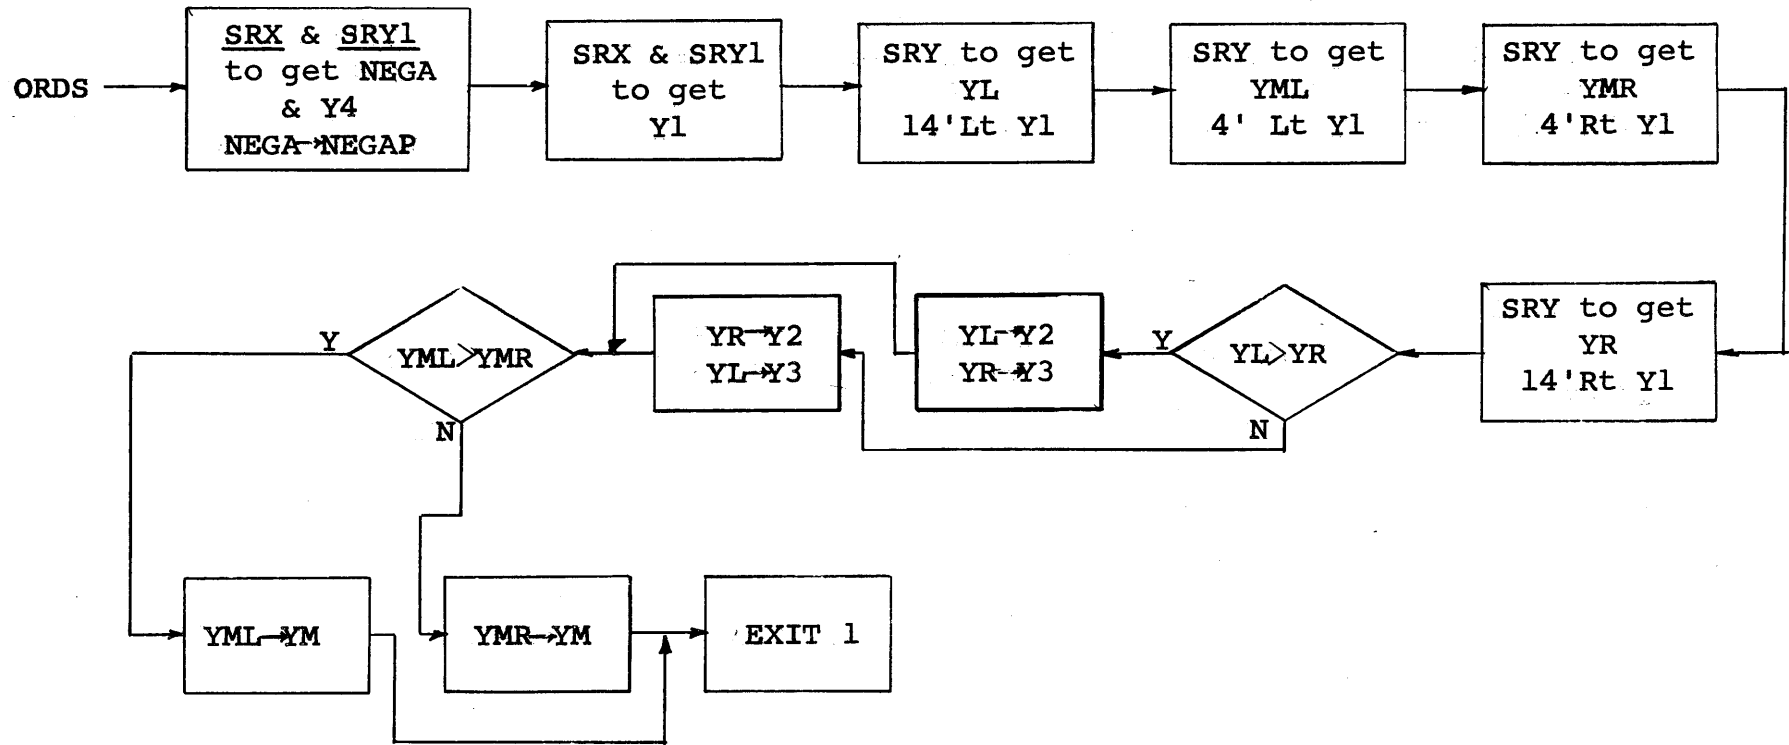 ORDS
SRX & SRY1
to get NEGA
& Y4
NEGA→NEGAP
SRX & SRY1
to get
Y1
SRY to get
YL
14'Lt Y1
SRY to get
YML
4' Lt Y1
SRY to get
YMR
4'Rt Y1
SRY to get
YR
14'Rt Y1
YL>YR
Y
N
YL→Y2
YR→Y3
YR→Y2
YL→Y3
YML>YMR
Y
N
YML→YM
YMR→YM
EXIT 1